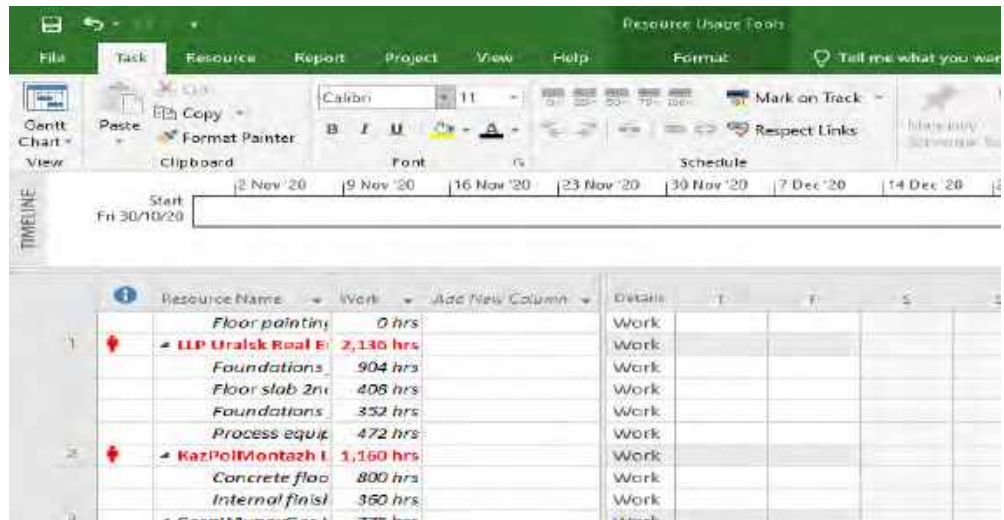 Resource Usage Tools
File Task Resource Report Project View Help Format Tell me what you wan
Cut
Gantt Chart Paste Copy Format Painter Calibri 11 Mark on Track
B I U A Respect Links
View Clipboard Font Schedule
TIMELINE
2 Nov '20 9 Nov '20 16 Nov '20 23 Nov '20 30 Nov '20 7 Dec '20 14 Dec '20
Start
Fri 30/10/20
Resource Name Work Add New Column Details T F S
Floor painting 0 hrs Work
1 LLP Uralsk Real E 2,136 hrs Work
Foundations 904 hrs Work
Floor slab 2n 408 hrs Work
Foundations 352 hrs Work
Process equip 472 hrs Work
2 KazPolMontazh L 1,160 hrs Work
Concrete floo 800 hrs Work
Internal finish 360 hrs Work